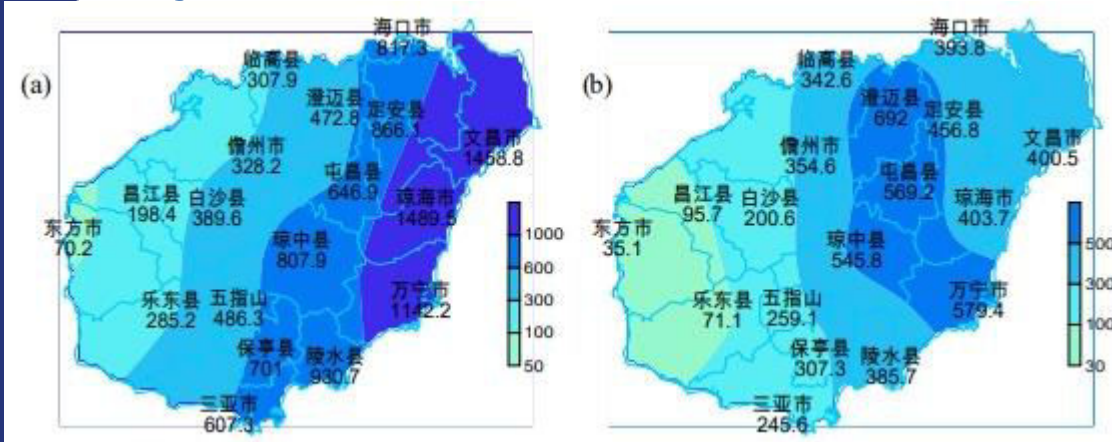 (a)
海口市
817.3
临高县
307.9
澄迈县
472.8
定安县
866.1
文昌市
1458.8
儋州市
328.2
屯昌县
646.9
昌江县
198.4
白沙县
389.6
琼海市
1489.5
东方市
70.2
琼中县
807.9
乐东县
285.2
五指山
486.3
万宁市
1142.2
保亭县
701
陵水县
930.7
三亚市
607.3
1000
600
300
100
50
(b)
海口市
393.8
临高县
342.6
澄迈县
692
定安县
456.8
文昌市
400.5
儋州市
354.6
屯昌县
569.2
昌江县
95.7
白沙县
200.6
琼海市
403.7
东方市
35.1
琼中县
545.8
乐东县
71.1
五指山
259.1
万宁市
579.4
保亭县
307.3
陵水县
385.7
三亚市
245.6
500
300
100
30